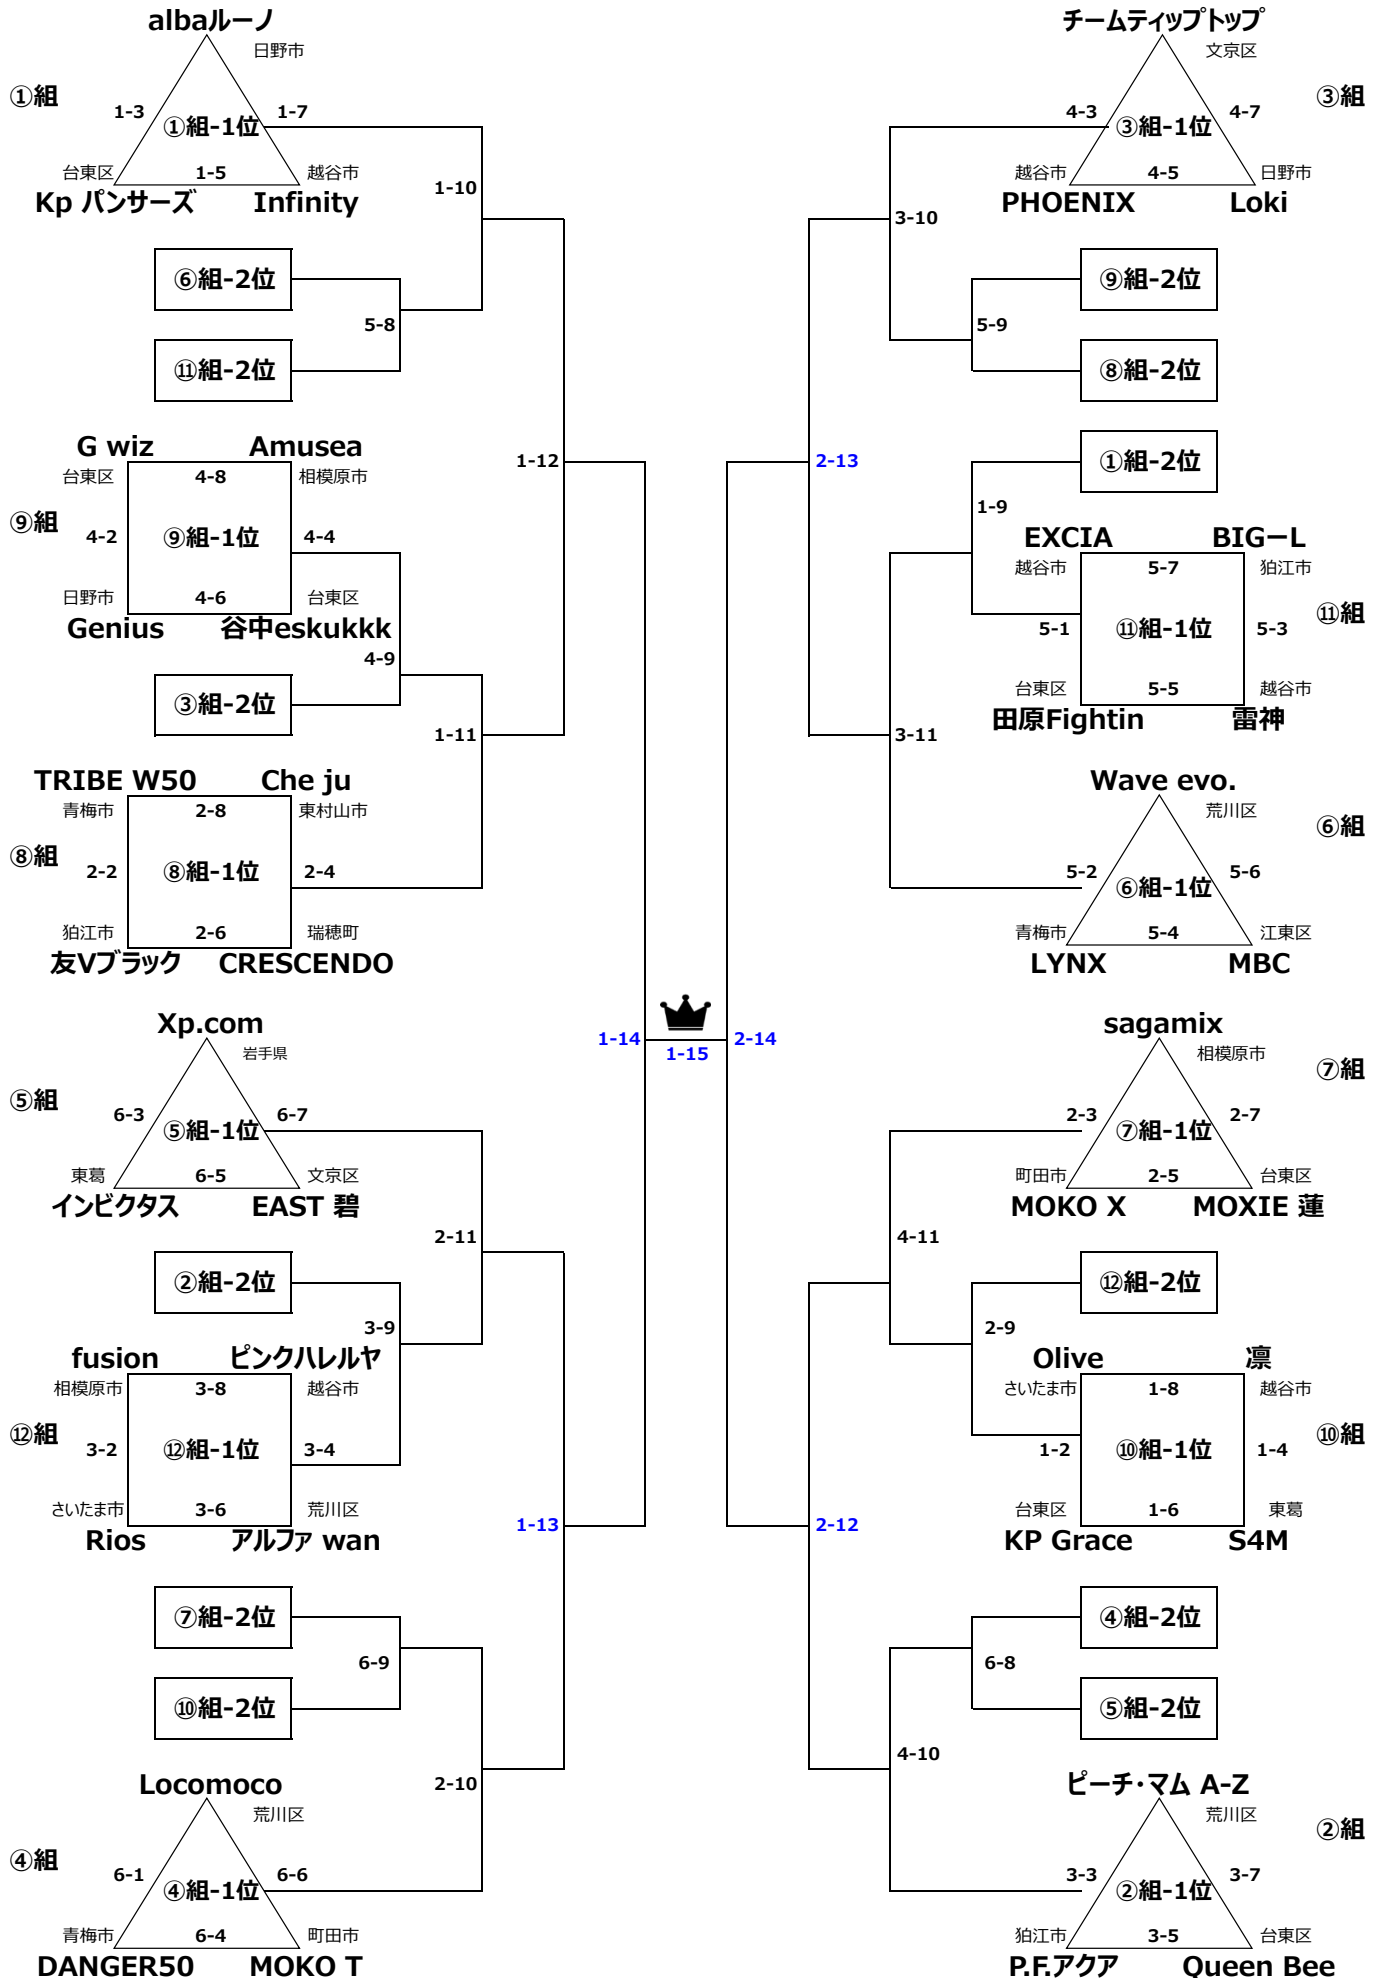 albaルーノ
日野市
①組
1-3
①組-1位
1-7
台東区
1-5
越谷市
Kp パンサーズ
Infinity
1-10
⑥組-2位
5-8
⑪組-2位
G wiz
Amusea
台東区
4-8
相模原市
⑨組
4-2
⑨組-1位
4-4
日野市
4-6
台東区
Genius
谷中eskukkk
4-9
③組-2位
1-12
1-11
TRIBE W50
Che ju
青梅市
2-8
東村山市
⑧組
2-2
⑧組-1位
2-4
狛江市
2-6
瑞穂町
友Vブラック
CRESCENDO
Xp.com
岩手県
⑤組
6-3
⑤組-1位
6-7
東葛
6-5
文京区
インビクタス
EAST 碧
2-11
②組-2位
3-9
fusion
ピンクハレルヤ
相模原市
3-8
越谷市
⑫組
3-2
⑫組-1位
3-4
さいたま市
3-6
荒川区
Rios
アルファ wan
1-13
⑦組-2位
6-9
⑩組-2位
2-10
Locomoco
荒川区
④組
6-1
④組-1位
6-6
青梅市
6-4
町田市
DANGER50
MOKO T
1-14
1-15
2-14
チームティップトップ
文京区
③組
4-3
③組-1位
4-7
越谷市
4-5
日野市
PHOENIX
Loki
3-10
⑨組-2位
5-9
⑧組-2位
2-13
①組-2位
1-9
EXCIA
BIGーL
越谷市
5-7
狛江市
⑪組
5-1
⑪組-1位
5-3
台東区
5-5
越谷市
田原Fightin
雷神
3-11
Wave evo.
荒川区
⑥組
5-2
⑥組-1位
5-6
青梅市
5-4
江東区
LYNX
MBC
sagamix
相模原市
⑦組
2-3
⑦組-1位
2-7
町田市
2-5
台東区
MOKO X
MOXIE 蓮
4-11
⑫組-2位
2-9
Olive
凛
さいたま市
1-8
越谷市
⑩組
1-2
⑩組-1位
1-4
台東区
1-6
東葛
KP Grace
S4M
2-12
④組-2位
6-8
⑤組-2位
4-10
ピーチ・マム A-Z
荒川区
②組
3-3
②組-1位
3-7
狛江市
3-5
台東区
P.F.アクア
Queen Bee